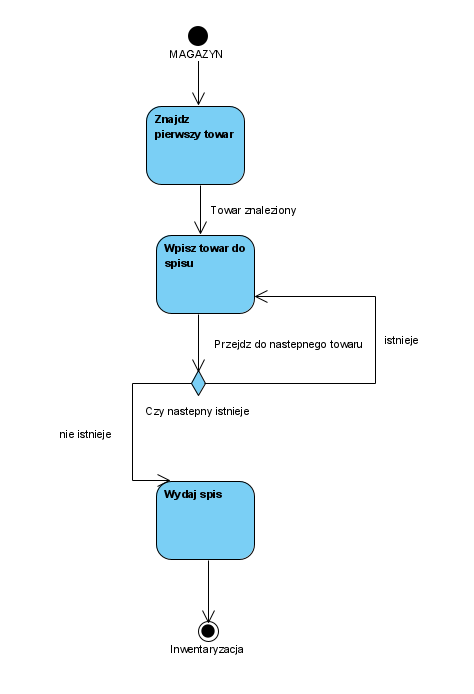 MAGAZYN
Znajdz
pierwszy towar
Towar znaleziony
Wpisz towar do
spisu
Przejdz do nastepnego towaru
istnieje
Czy nastepny istnieje
nie istnieje
Wydaj spis
Inwentaryzacja